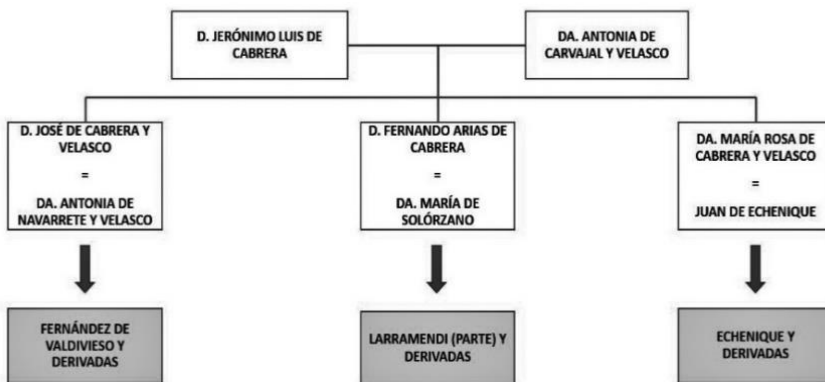 D. JERÓNIMO LUIS DE
CABRERA
DA. ANTONIA DE
CARVAJAL Y VELASCO
D. JOSÉ DE CABRERA Y
VELASCO
=
DA. ANTONIA DE
NAVARRETE Y VELASCO
D. FERNANDO ARIAS DE
CABRERA
=
DA. MARÍA DE
SOLÓRZANO
DA. MARÍA ROSA DE
CABRERA Y VELASCO
=
JUAN DE ECHENIQUE
FERNÁNDEZ DE
VALDIVIESO Y
DERIVADAS
LARRAMENDI (PARTE) Y
DERIVADAS
ECHENIQUE Y
DERIVADAS